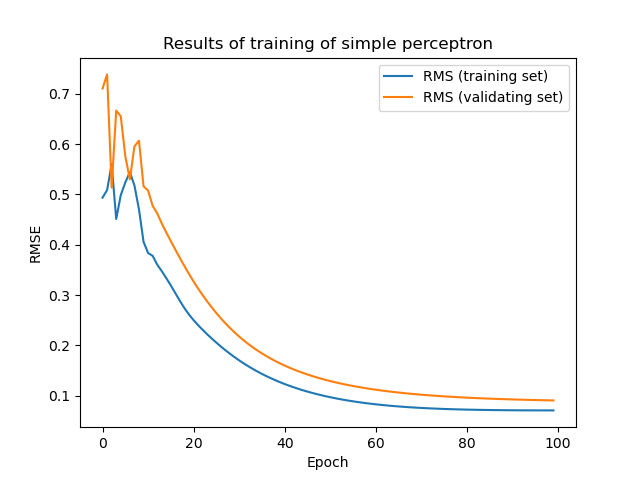 Results of training of simple perceptron
RMS (training set)
RMS (validating set)
0.7
0.6
0.5
0.4
0.3
0.2
0.1
RMSE
0 20 40 60 80 100
Epoch